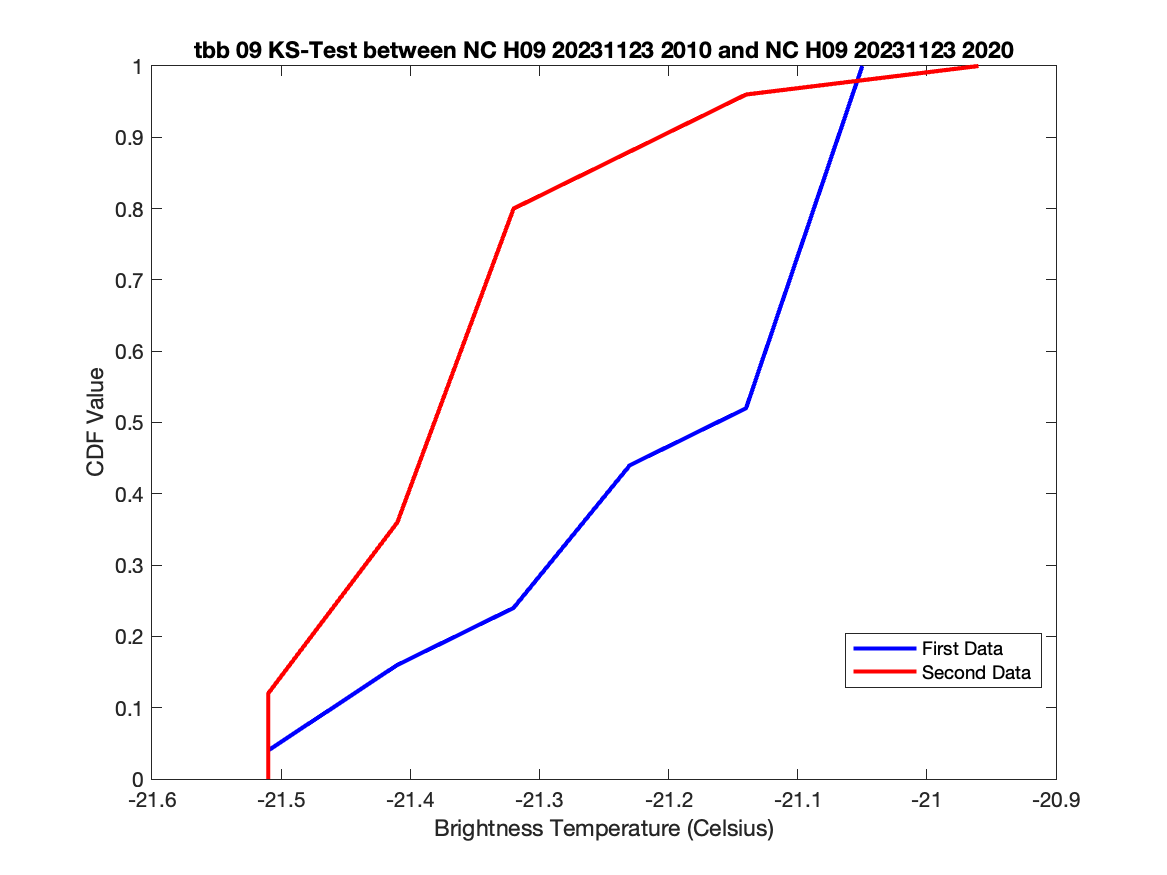 tbb 09 KS-Test between NC H09 20231123 2010 and NC H09 20231123 2020
1
0.9
0.8
0.7
0.6
0.5
0.4
0.3
0.2
0.1
0
CDF Value
First Data
Second Data
-21.6 -21.5 -21.4 -21.3 -21.2 -21.1 -21 -20.9
Brightness Temperature (Celsius)